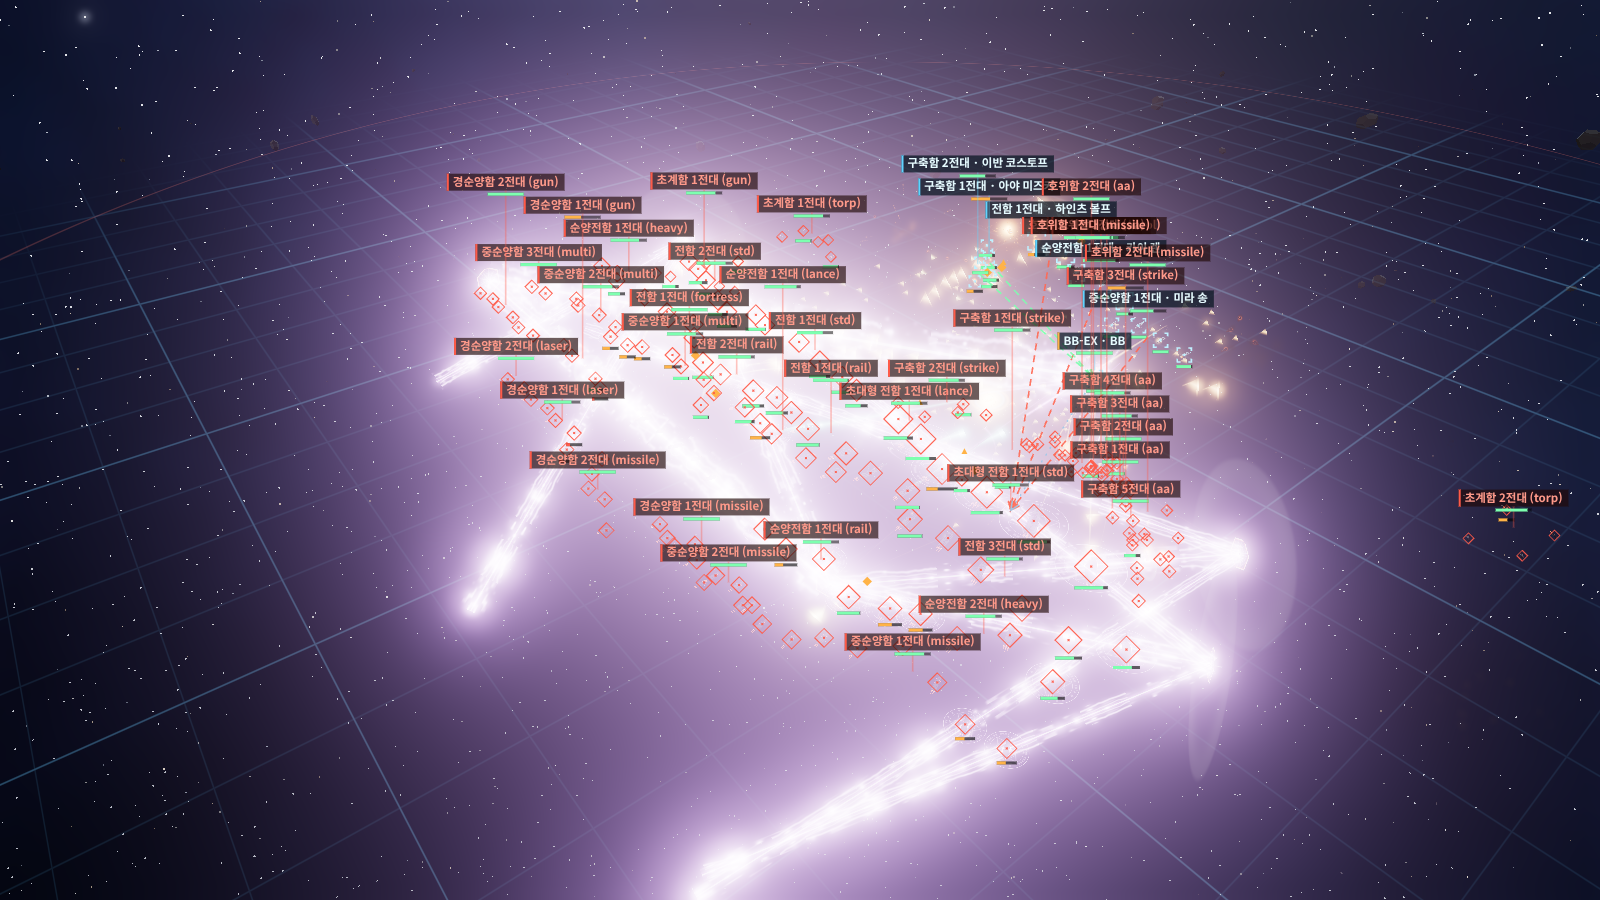 구축함 2전대 · 이반 코스토프
경순양함 2전대 (gun)
초계함 1전대 (gun)
구축함 1전대 · 아야 미즈
호위함 2전대 (aa)
경순양함 1전대 (gun)
초계함 1전대 (torp)
전함 1전대 · 하인츠 볼프
순양전함 1전대 (heavy)
호위함 1전대 (missile)
중순양함 3전대 (multi)
전함 2전대 (std)
순양전함
호위함 2전대 (missile)
중순양함 2전대 (multi)
순양전함 1전대 (lance)
구축함 3전대 (strike)
전함 1전대 (fortress)
중순양함 1전대 · 미라 송
중순양함 1전대 (multi)
전함 1전대 (std)
구축함 1전대 (strike)
경순양함 2전대 (laser)
전함 2전대 (rail)
BB-EX · BB
전함 1전대 (rail)
구축함 2전대 (strike)
구축함 4전대 (aa)
경순양함 1전대 (laser)
초대형 전함 1전대 (lance)
구축함 3전대 (aa)
구축함 2전대 (aa)
구축함 1전대 (aa)
경순양함 2전대 (missile)
초대형 전함 1전대 (std)
구축함 5전대 (aa)
초계함 2전대 (torp)
경순양함 1전대 (missile)
순양전함 1전대 (rail)
중순양함 2전대 (missile)
전함 3전대 (std)
순양전함 2전대 (heavy)
중순양함 1전대 (missile)